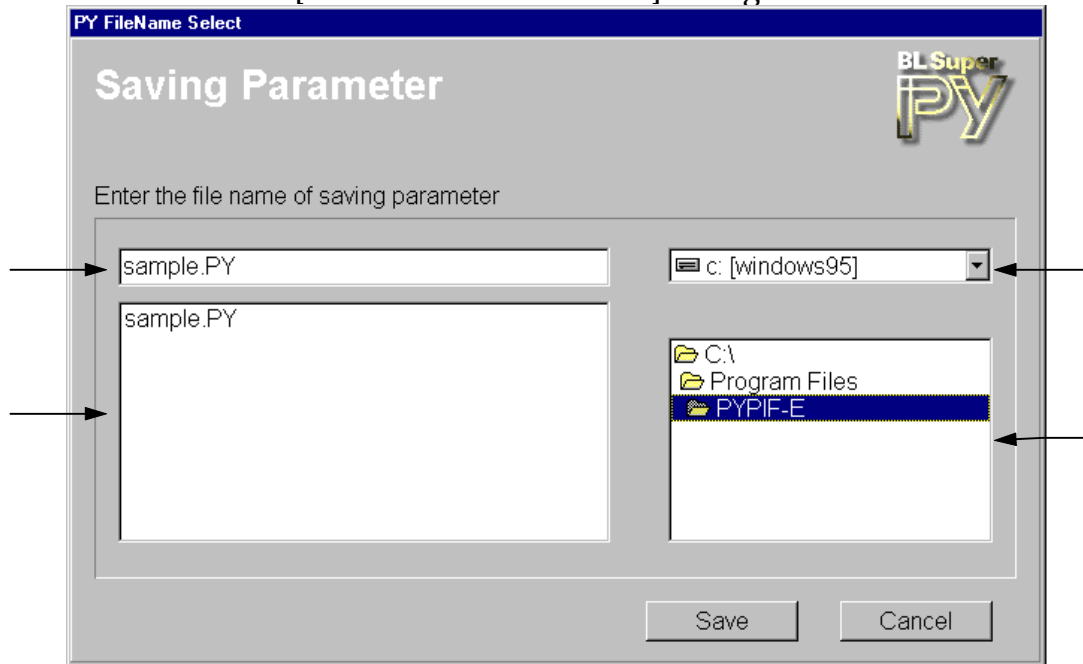 PY FileName Select
Saving Parameter
BL Super
PY
Enter the file name of saving parameter
sample.PY
c: [windows95]
sample.PY
C:\
Program Files
PYPIF-E
Save
Cancel